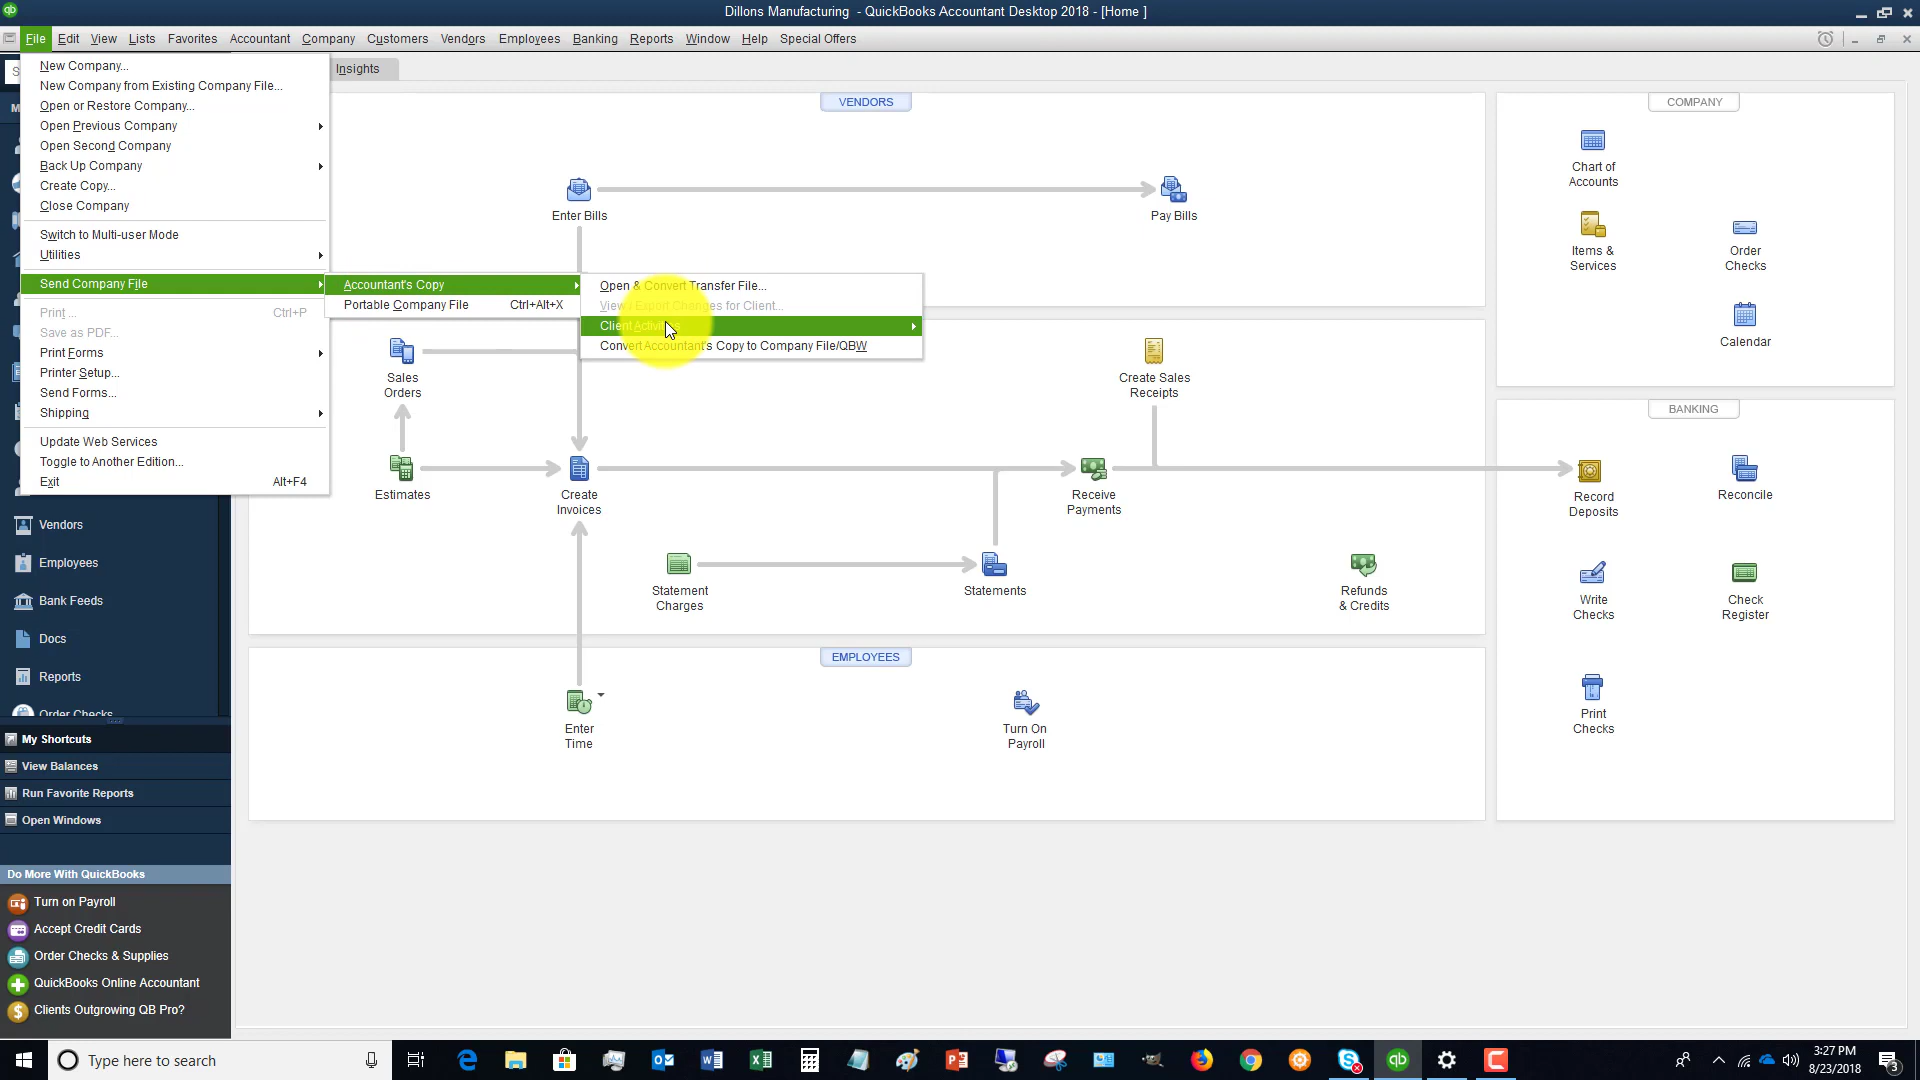 Dillons Manufacturing - QuickBooks Accountant Desktop 2018 - [Home ]
File Edit View Lists Favorites Accountant Company Customers Vendors Employees Banking Reports Window Help Special Offers
Insights
New Company...
New Company from Existing Company File...
Open or Restore Company...
Open Previous Company
Open Second Company
Back Up Company
Create Copy...
Close Company
Switch to Multi-user Mode
Utilities
Send Company File
Print ... Ctrl+P
Save as PDF...
Print Forms
Printer Setup...
Send Forms...
Shipping
Update Web Services
Toggle to Another Edition...
Exit Alt+F4
Accountant's Copy
Portable Company File Ctrl+Alt+X
Open & Convert Transfer File...
View/Export Changes for Client...
Client Activities
Convert Accountant's Copy to Company File/QBW
VENDORS
Enter Bills
Pay Bills
Sales
Orders
Create Sales
Receipts
Estimates
Create
Invoices
Receive
Payments
Statement
Charges
Statements
Refunds
& Credits
EMPLOYEES
Enter
Time
Turn On
Payroll
COMPANY
Chart of
Accounts
Items &
Services
Order
Checks
Calendar
BANKING
Record
Deposits
Reconcile
Write
Checks
Check
Register
Print
Checks
Vendors
Employees
Bank Feeds
Docs
Reports
Order Checks
My Shortcuts
View Balances
Run Favorite Reports
Open Windows
Do More With QuickBooks
Turn on Payroll
Accept Credit Cards
Order Checks & Supplies
QuickBooks Online Accountant
Clients Outgrowing QB Pro?
Type here to search
3:27 PM
8/23/2018
3